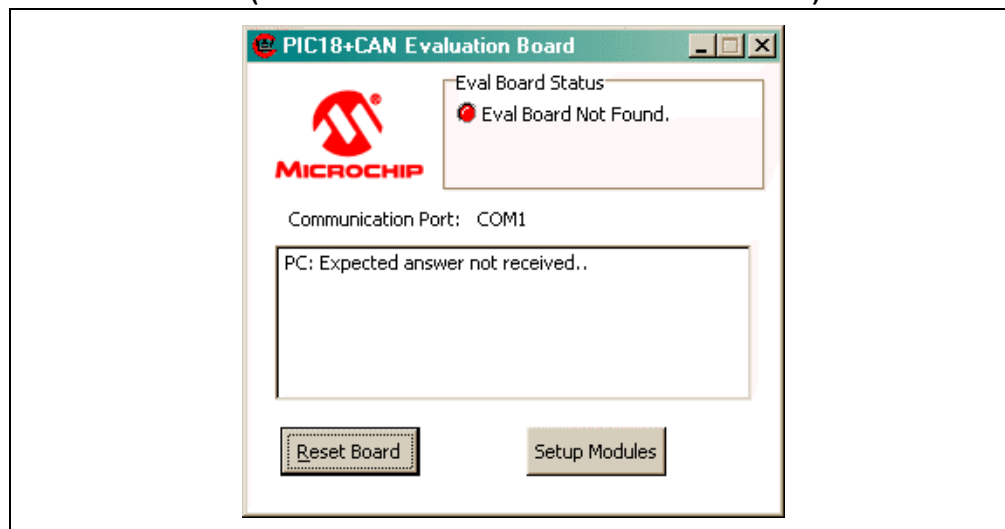 PIC18+CAN Evaluation Board
Eval Board Status
Eval Board Not Found.
MICROCHIP
Communication Port: COM1
PC: Expected answer not received..
Reset Board
Setup Modules